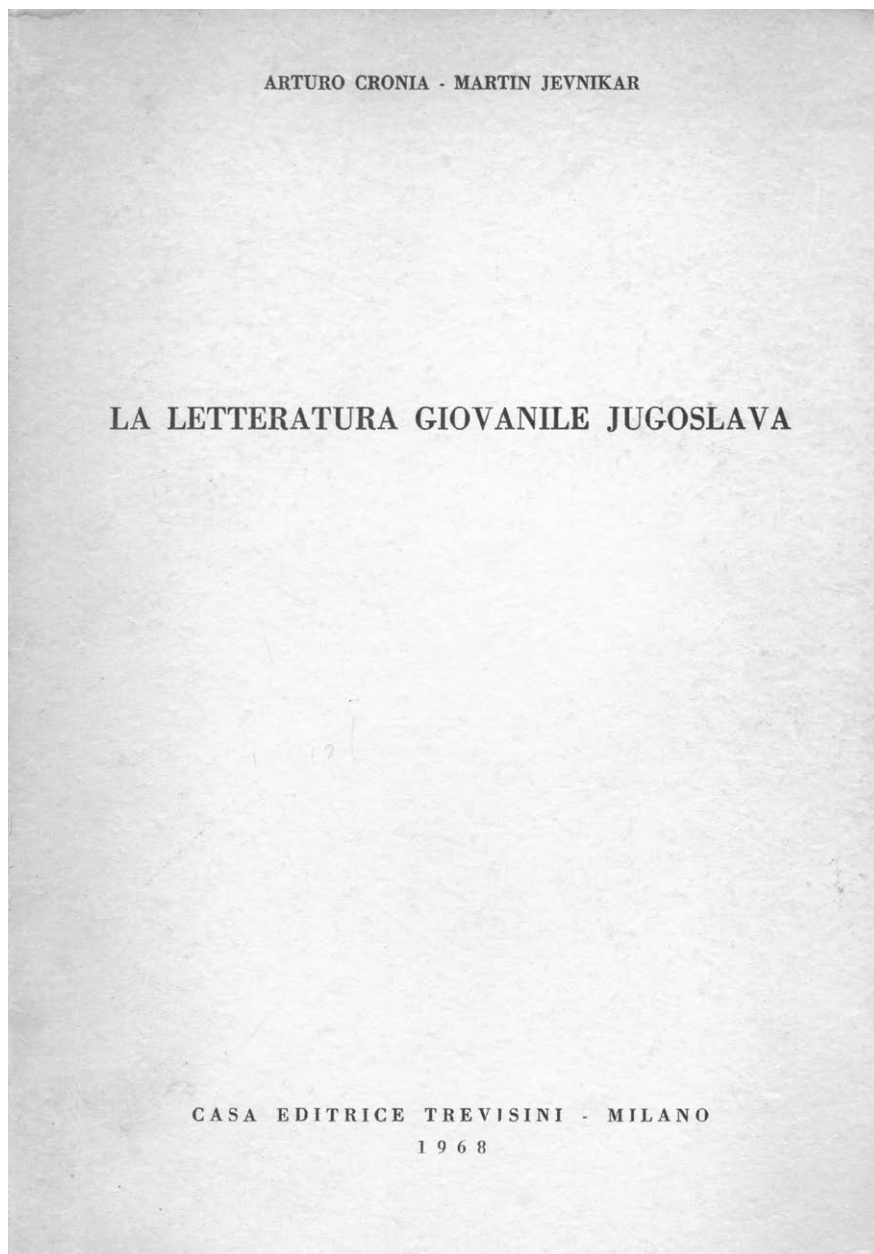 ARTURO CRONIA - MARTIN JEVNIKAR
LA LETTERATURA GIOVANILE JUGOSLAVA
CASA EDITRICE TREVISINI - MILANO
1968